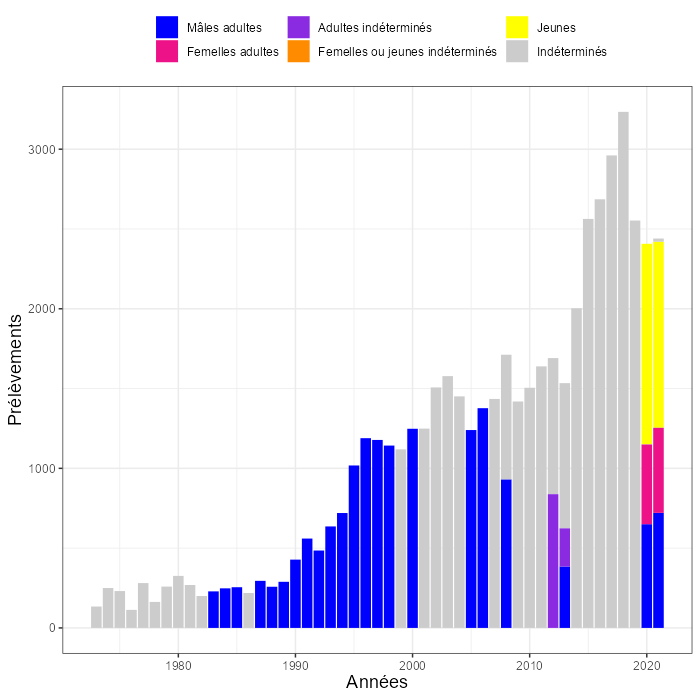 Mâles adultes Adultes indéterminés Jeunes
Femelles adultes Femelles ou jeunes indéterminés Indéterminés
3000
2000
1000
0
Prélèvements
1980 1990 2000 2010 2020
Années